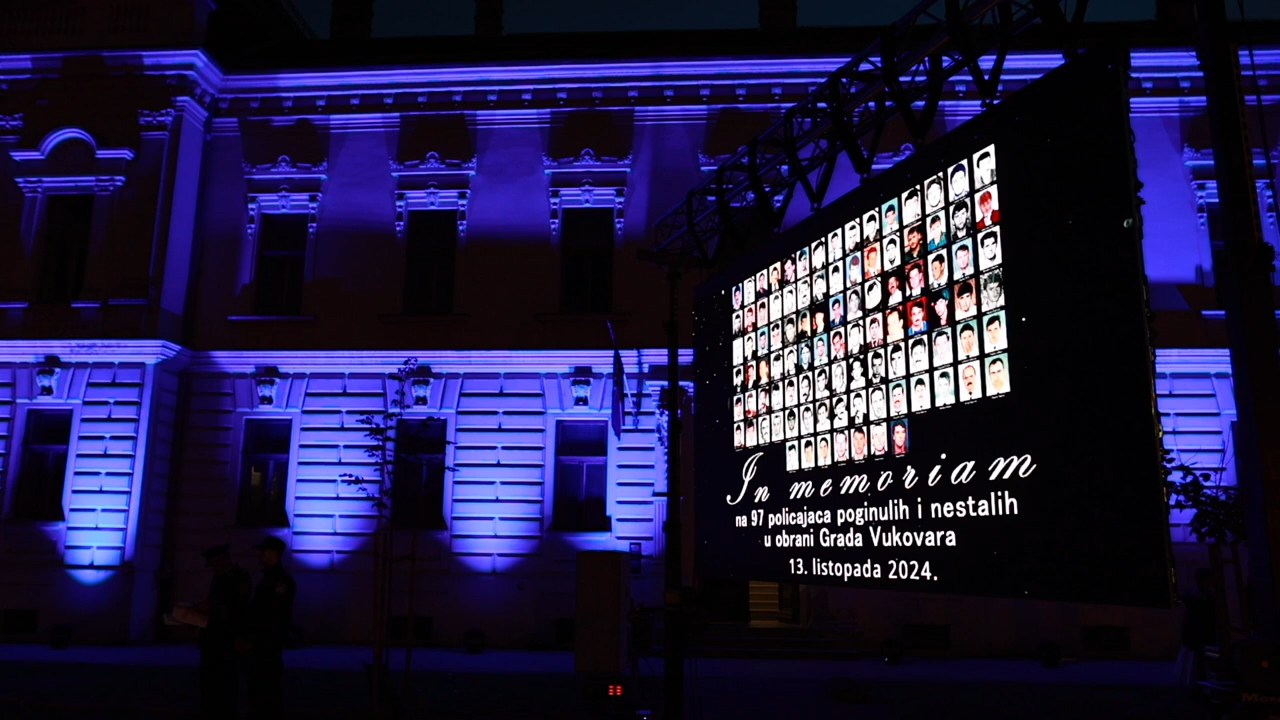 In memoriam
na 97 policajaca poginulih i nestalih
u obrani Grada Vukovara
13. listopada 2024.